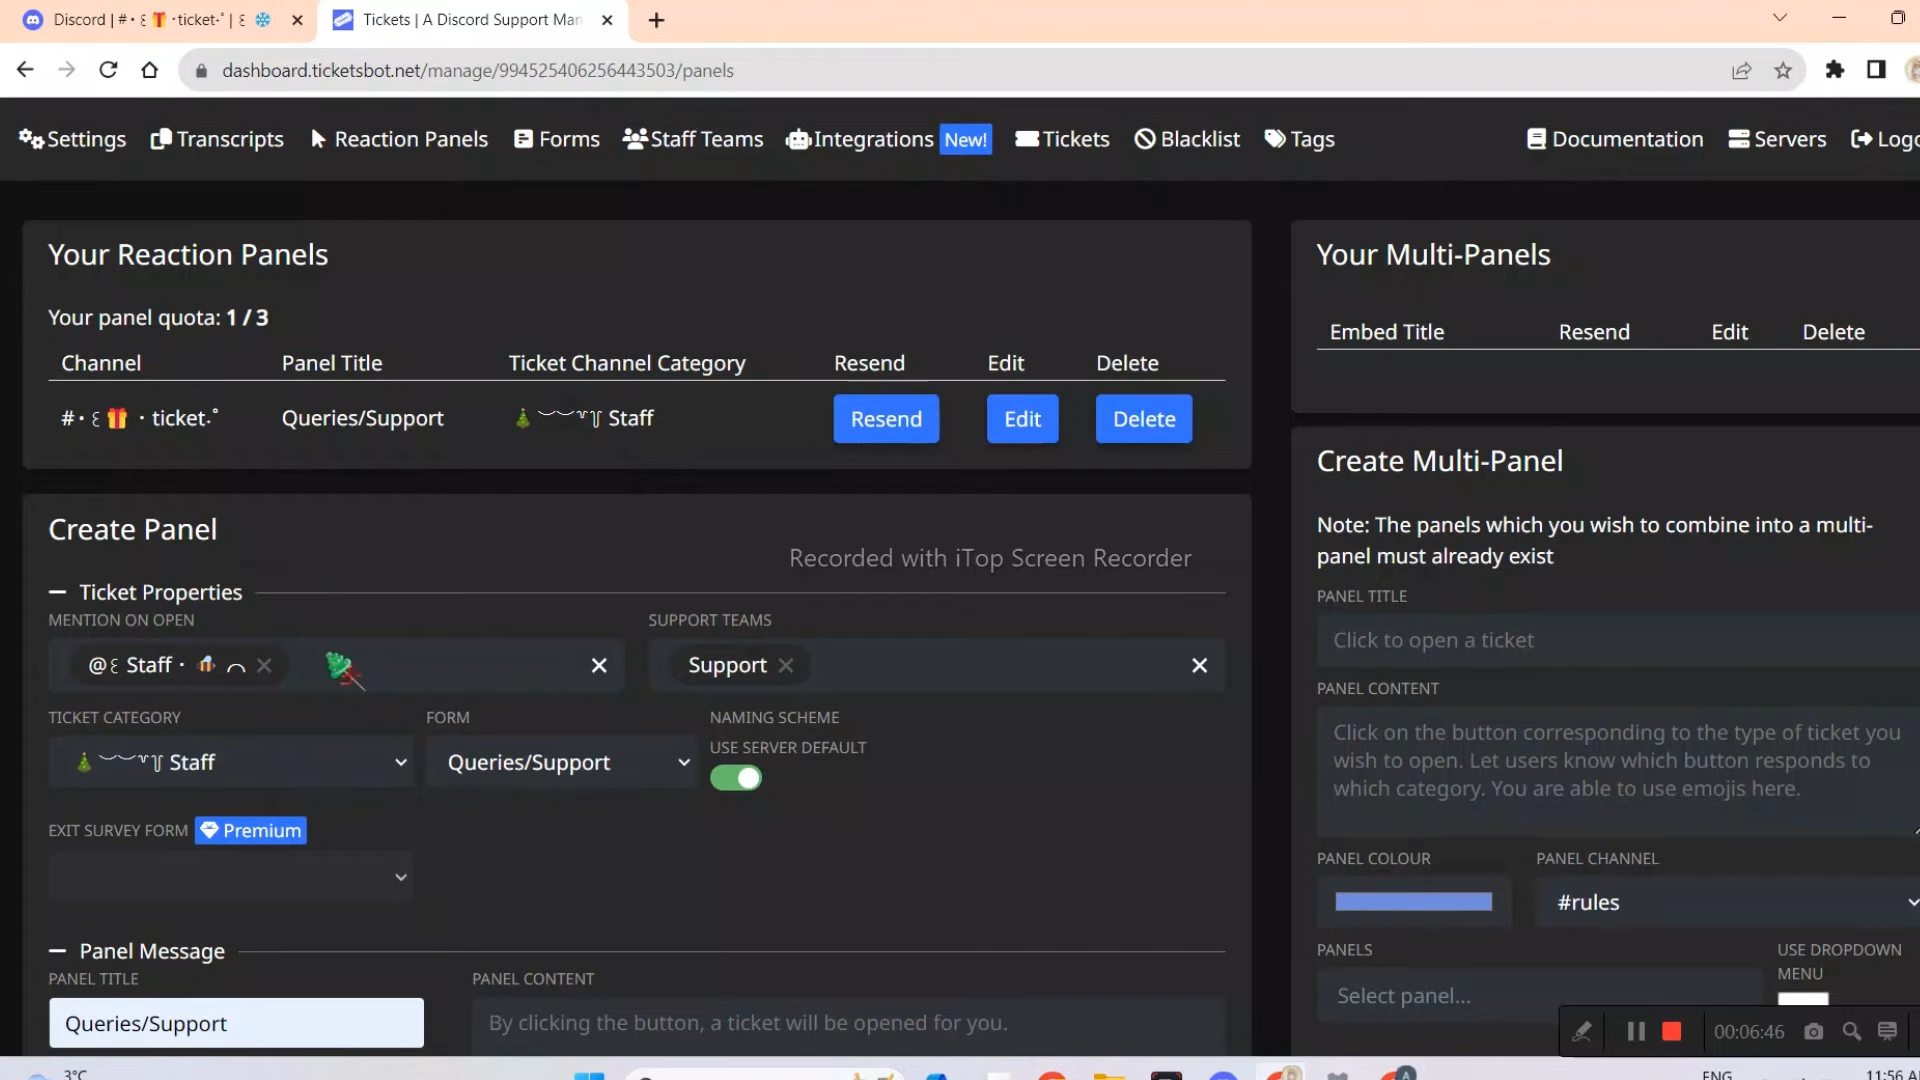 Discord | # • ꒰ 🎁 ･ticket.˚ | ꒰ ❄️
Tickets | A Discord Support Man
dashboard.ticketsbot.net/manage/994525406256443503/panels
Settings Transcripts Reaction Panels Forms Staff Teams Integrations New! Tickets Blacklist Tags Documentation Servers Logo
Your Reaction Panels
Your panel quota: 1 / 3
Channel Panel Title Ticket Channel Category Resend Edit Delete
# • ꒰ 🎁 ･ ticket.˚ Queries/Support 🎄 Staff Resend Edit Delete
Your Multi-Panels
Embed Title Resend Edit Delete
Create Panel
Recorded with iTop Screen Recorder
Ticket Properties
MENTION ON OPEN SUPPORT TEAMS
@꒰ Staff・ 🐝 Support
TICKET CATEGORY FORM NAMING SCHEME
USE SERVER DEFAULT
🎄 Staff Queries/Support
EXIT SURVEY FORM Premium
Panel Message
PANEL TITLE PANEL CONTENT
Queries/Support By clicking the button, a ticket will be opened for you.
Create Multi-Panel
Note: The panels which you wish to combine into a multi-
panel must already exist
PANEL TITLE
Click to open a ticket
PANEL CONTENT
Click on the button corresponding to the type of ticket you
wish to open. Let users know which button responds to
which category. You are able to use emojis here.
PANEL COLOUR PANEL CHANNEL
#rules
PANELS USE DROPDOWN
MENU
Select panel...
00:06:46
3°C
ENG 11:56 A